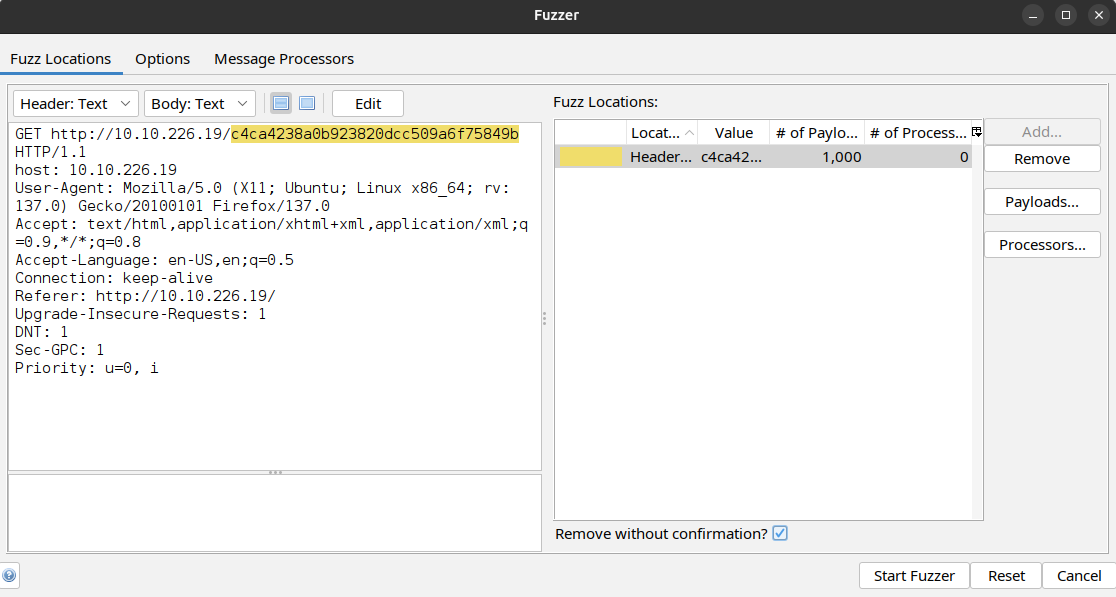 Fuzzer
Fuzz Locations Options Message Processors
Header: Text Body: Text Edit
GET http://10.10.226.19/c4ca4238a0b923820dcc509a6f75849b
HTTP/1.1
host: 10.10.226.19
User-Agent: Mozilla/5.0 (X11; Ubuntu; Linux x86_64; rv:
137.0) Gecko/20100101 Firefox/137.0
Accept: text/html,application/xhtml+xml,application/xml;q
=0.9,*/*;q=0.8
Accept-Language: en-US,en;q=0.5
Connection: keep-alive
Referer: http://10.10.226.19/
Upgrade-Insecure-Requests: 1
DNT: 1
Sec-GPC: 1
Priority: u=0, i
Fuzz Locations:
Locat... Value # of Paylo... # of Process...
Header... c4ca42... 1,000 0
Add...
Remove
Payloads...
Processors...
Remove without confirmation?
Start Fuzzer Reset Cancel